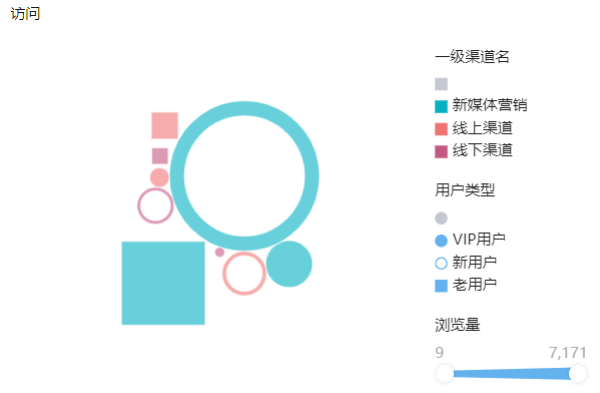 访问
一级渠道名
新媒体营销
线上渠道
线下渠道
用户类型
VIP用户
新用户
老用户
浏览量
9 7,171